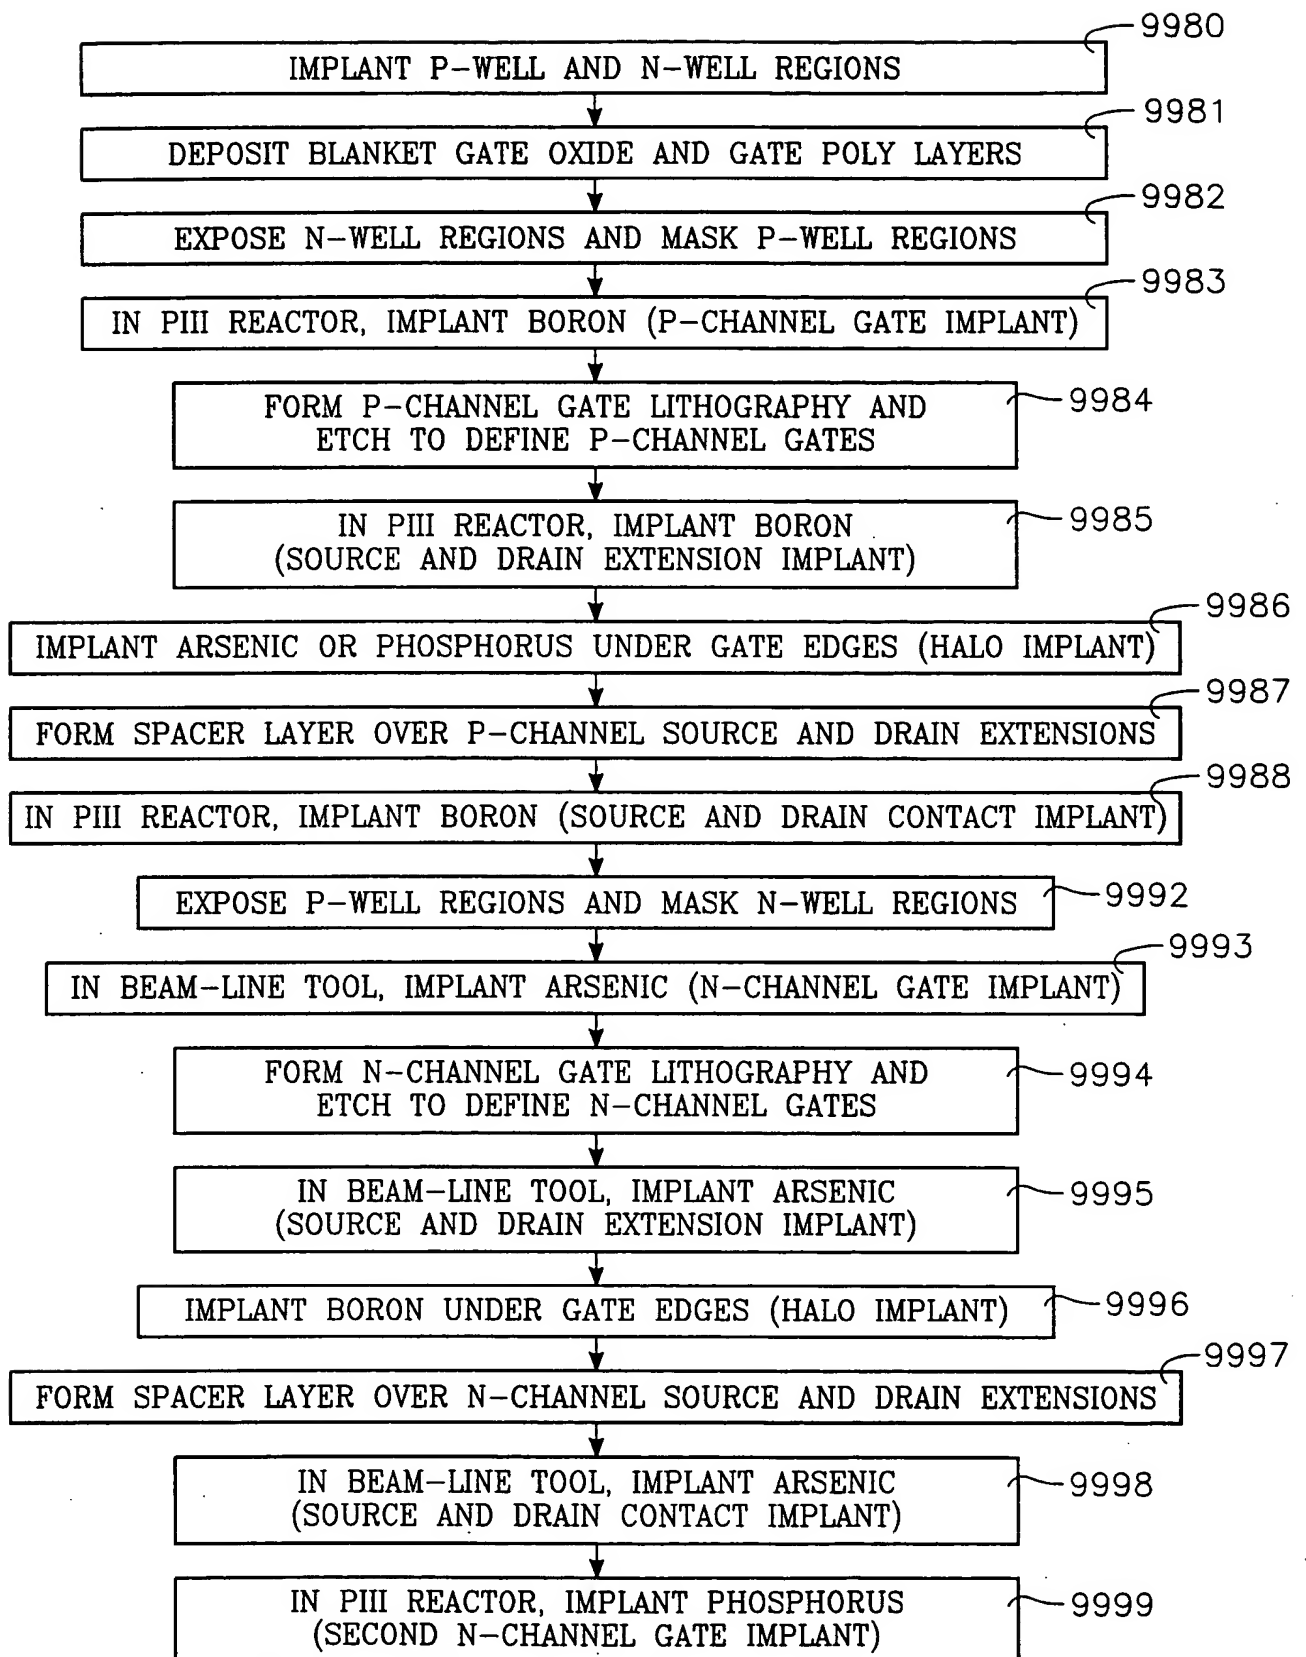 9980
IMPLANT P-WELL AND N-WELL REGIONS
9981
DEPOSIT BLANKET GATE OXIDE AND GATE POLY LAYERS
9982
EXPOSE N-WELL REGIONS AND MASK P-WELL REGIONS
9983
IN PIII REACTOR, IMPLANT BORON (P-CHANNEL GATE IMPLANT)
9984
FORM P-CHANNEL GATE LITHOGRAPHY AND
ETCH TO DEFINE P-CHANNEL GATES
9985
IN PIII REACTOR, IMPLANT BORON
(SOURCE AND DRAIN EXTENSION IMPLANT)
9986
IMPLANT ARSENIC OR PHOSPHORUS UNDER GATE EDGES (HALO IMPLANT)
9987
FORM SPACER LAYER OVER P-CHANNEL SOURCE AND DRAIN EXTENSIONS
9988
IN PIII REACTOR, IMPLANT BORON (SOURCE AND DRAIN CONTACT IMPLANT)
9992
EXPOSE P-WELL REGIONS AND MASK N-WELL REGIONS
9993
IN BEAM-LINE TOOL, IMPLANT ARSENIC (N-CHANNEL GATE IMPLANT)
9994
FORM N-CHANNEL GATE LITHOGRAPHY AND
ETCH TO DEFINE N-CHANNEL GATES
9995
IN BEAM-LINE TOOL, IMPLANT ARSENIC
(SOURCE AND DRAIN EXTENSION IMPLANT)
9996
IMPLANT BORON UNDER GATE EDGES (HALO IMPLANT)
9997
FORM SPACER LAYER OVER N-CHANNEL SOURCE AND DRAIN EXTENSIONS
9998
IN BEAM-LINE TOOL, IMPLANT ARSENIC
(SOURCE AND DRAIN CONTACT IMPLANT)
9999
IN PIII REACTOR, IMPLANT PHOSPHORUS
(SECOND N-CHANNEL GATE IMPLANT)